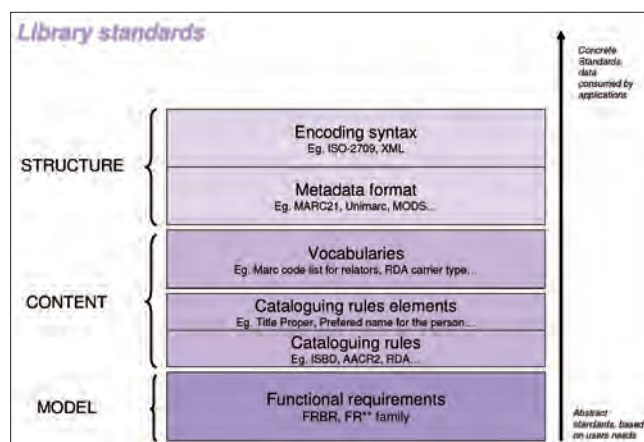 Library standards
Concrete
Standards,
data
consumed by
applications
STRUCTURE
Encoding syntax
Eg. ISO-2709, XML
Metadata format
Eg. MARC21, Unimarc, MODS...
CONTENT
Vocabularies
Eg. Marc code list for relators, RDA carrier type...
Cataloguing rules elements
Eg. Title Proper, Prefered name for the person...
Cataloguing rules
Eg. ISBD, AACR2, RDA...
MODEL
Functional requirements
FRBR, FR** family
Abstract
standards, based
on users needs